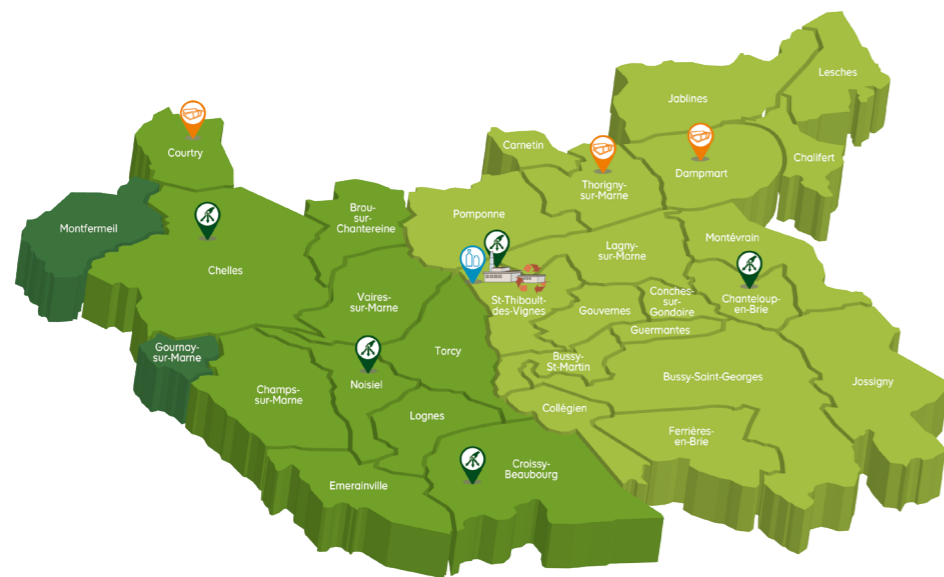 Lesches
Jablines
Courtry
Carnetin
Chalifert
Dampmart
Thorigny-
sur-Marne
Montfermeil
Brou-
sur-
Chantereine
Pomponne
Montévrain
Lagny-
sur-Marne
Chelles
Vaires-
sur-Marne
St-Thibault-
des-Vignes
Gouvernes
Conches-
sur-
Gondoire
Chanteloup-
en-Brie
Guermantes
Gournay-
sur-Marne
Torcy
Bussy-
St-Martin
Bussy-Saint-Georges
Jossigny
Champs-
sur-Marne
Noisiel
Collégien
Lognes
Ferrières-
en-Brie
Croissy-
Beaubourg
Emerainville